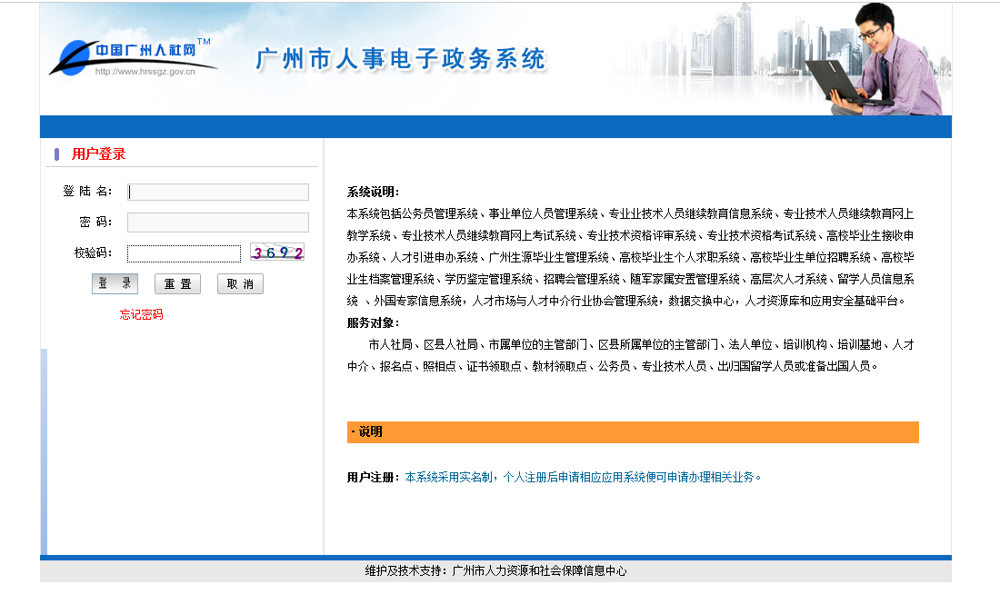 中国广州人社网TM
http://www.hrssgz.gov.cn
广州市人事电子政务系统
用户登录
登 陆 名：
密 码：
校验码：
3692
登 录 重 置 取 消
忘记密码
系统说明：
本系统包括公务员管理系统、事业单位人员管理系统、专业业技术人员继续教育信息系统、专业技术人员继续教育网上
教学系统、专业技术人员继续教育网上考试系统、专业技术资格评审系统、专业技术资格考试系统、高校毕业生接收申
办系统、人才引进申办系统、广州生源毕业生管理系统、高校毕业生个人求职系统、高校毕业生单位招聘系统、高校毕
业生档案管理系统、学历鉴定管理系统、招聘会管理系统、随军家属安置管理系统、高层次人才系统、留学人员信息系
统 、外国专家信息系统，人才市场与人才中介行业协会管理系统，数据交换中心，人才资源库和应用安全基础平台。
服务对象：
市人社局、区县人社局、市属单位的主管部门、区县所属单位的主管部门、法人单位、培训机构、培训基地、人才
中介、报名点、照相点、证书领取点、教材领取点、公务员、专业技术人员、出归国留学人员或准备出国人员。
· 说明
用户注册：本系统采用实名制，个人注册后申请相应应用系统便可申请办理相关业务。
维护及技术支持：广州市人力资源和社会保障信息中心